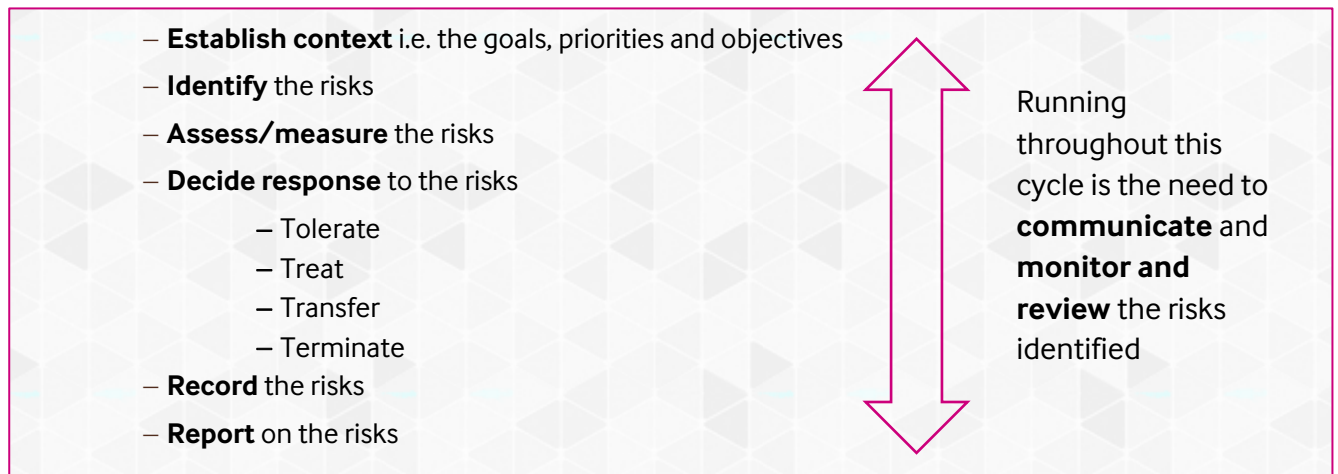 – Establish context i.e. the goals, priorities and objectives
– Identify the risks
– Assess/measure the risks
– Decide response to the risks
– Tolerate
– Treat
– Transfer
– Terminate
– Record the risks
– Report on the risks
Running
throughout this
cycle is the need to
communicate and
monitor and
review the risks
identified